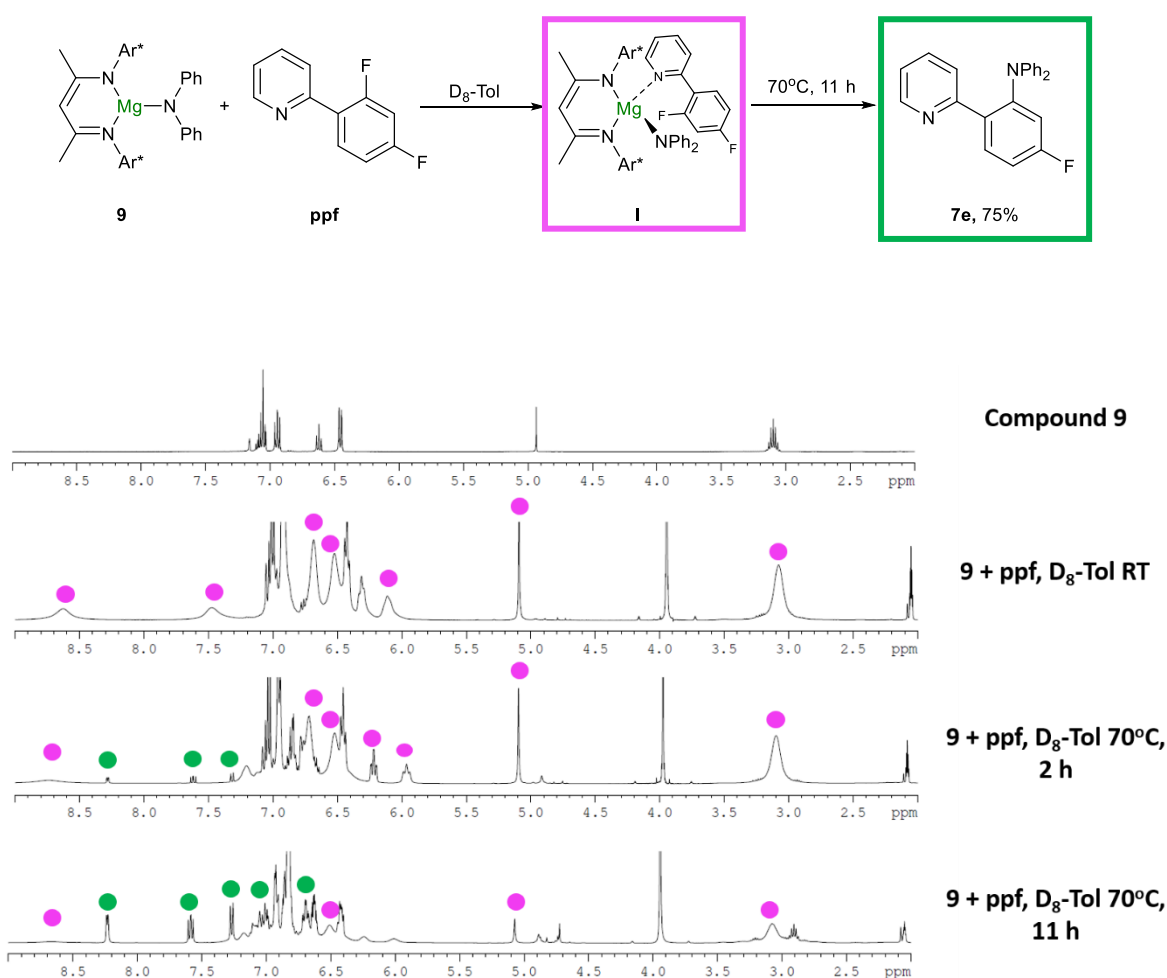 Ar*
N
Mg
N
Ph
Ph
N
Ar*
9
+
N
F
F
ppf
D8-Tol
Ar*
N
N
Mg
F
F
N
NPh2
Ar*
I
70°C, 11 h
NPh2
N
F
7e, 75%
Compound 9
8.5 8.0 7.5 7.0 6.5 6.0 5.5 5.0 4.5 4.0 3.5 3.0 2.5 ppm
9 + ppf, D8-Tol RT
8.5 8.0 7.5 7.0 6.5 6.0 5.5 5.0 4.5 4.0 3.5 3.0 2.5 ppm
9 + ppf, D8-Tol 70°C,
2 h
8.5 8.0 7.5 7.0 6.5 6.0 5.5 5.0 4.5 4.0 3.5 3.0 2.5 ppm
9 + ppf, D8-Tol 70°C,
11 h
8.5 8.0 7.5 7.0 6.5 6.0 5.5 5.0 4.5 4.0 3.5 3.0 2.5 ppm